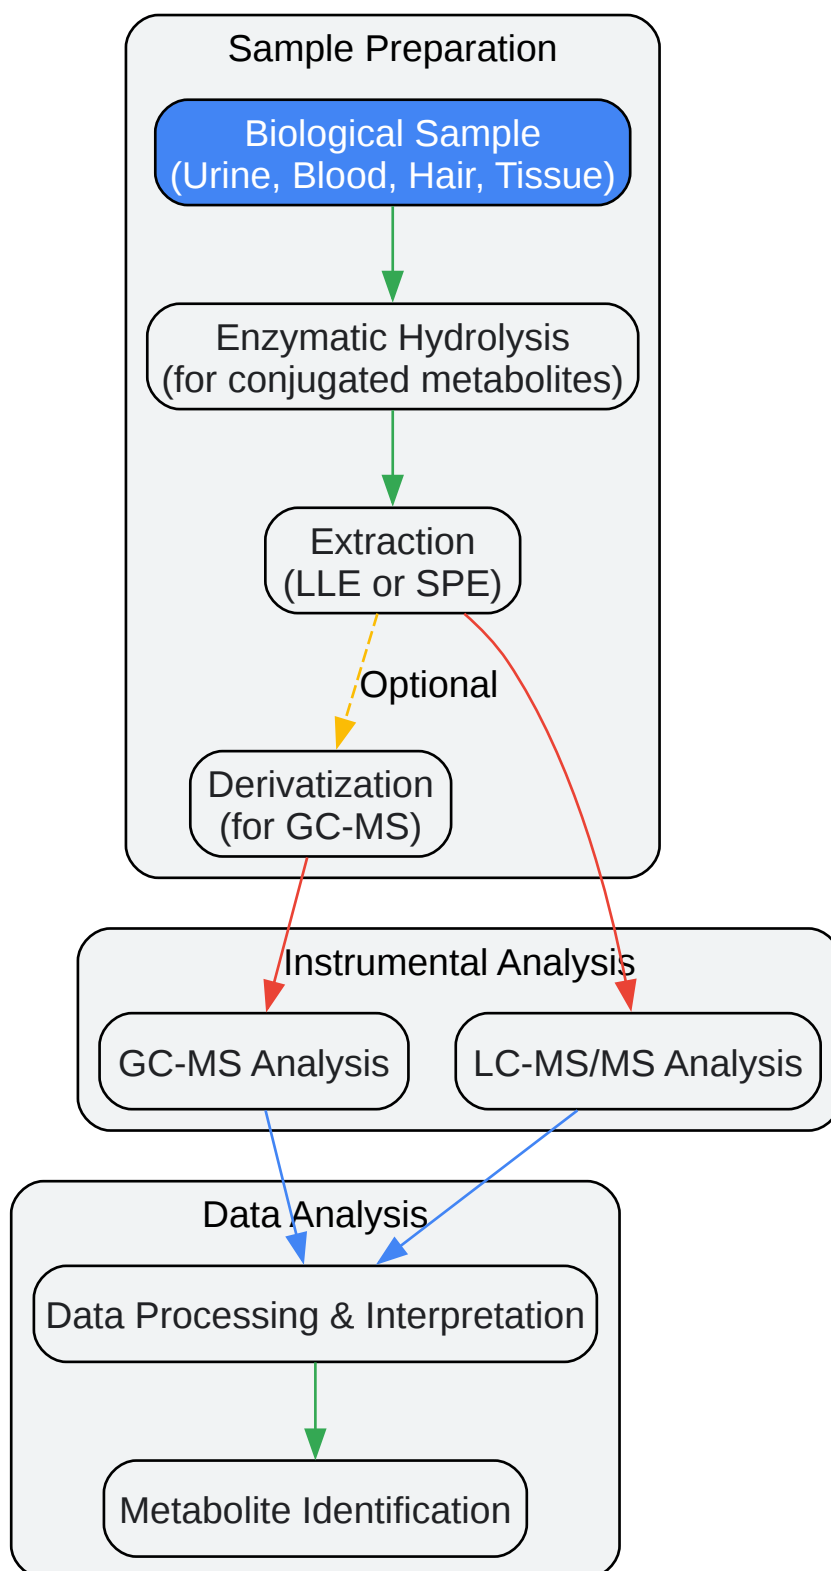 Sample Preparation
Biological Sample
(Urine, Blood, Hair, Tissue)
Enzymatic Hydrolysis
(for conjugated metabolites)
Extraction
(LLE or SPE)
Optional
Derivatization
(for GC-MS)
Instrumental Analysis
GC-MS Analysis
LC-MS/MS Analysis
Data Analysis
Data Processing & Interpretation
Metabolite Identification